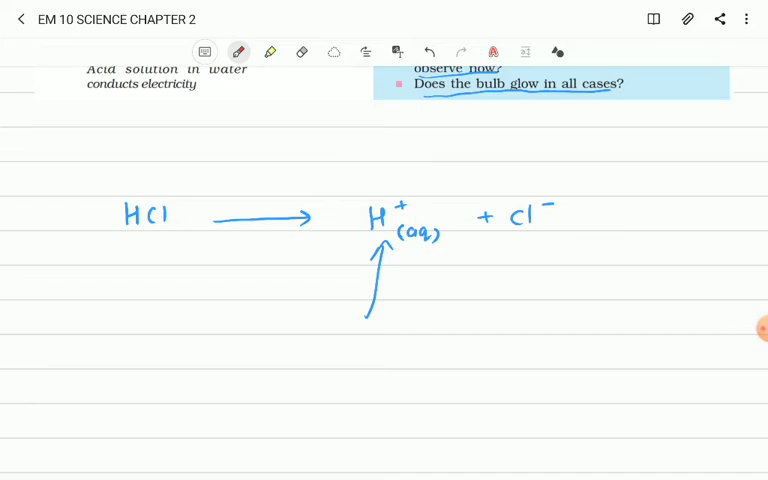 EM 10 SCIENCE CHAPTER 2
Acid solution in water
conducts electricity
observe now?
Does the bulb glow in all cases?
HCl ⟶ H⁺(aq) + Cl⁻